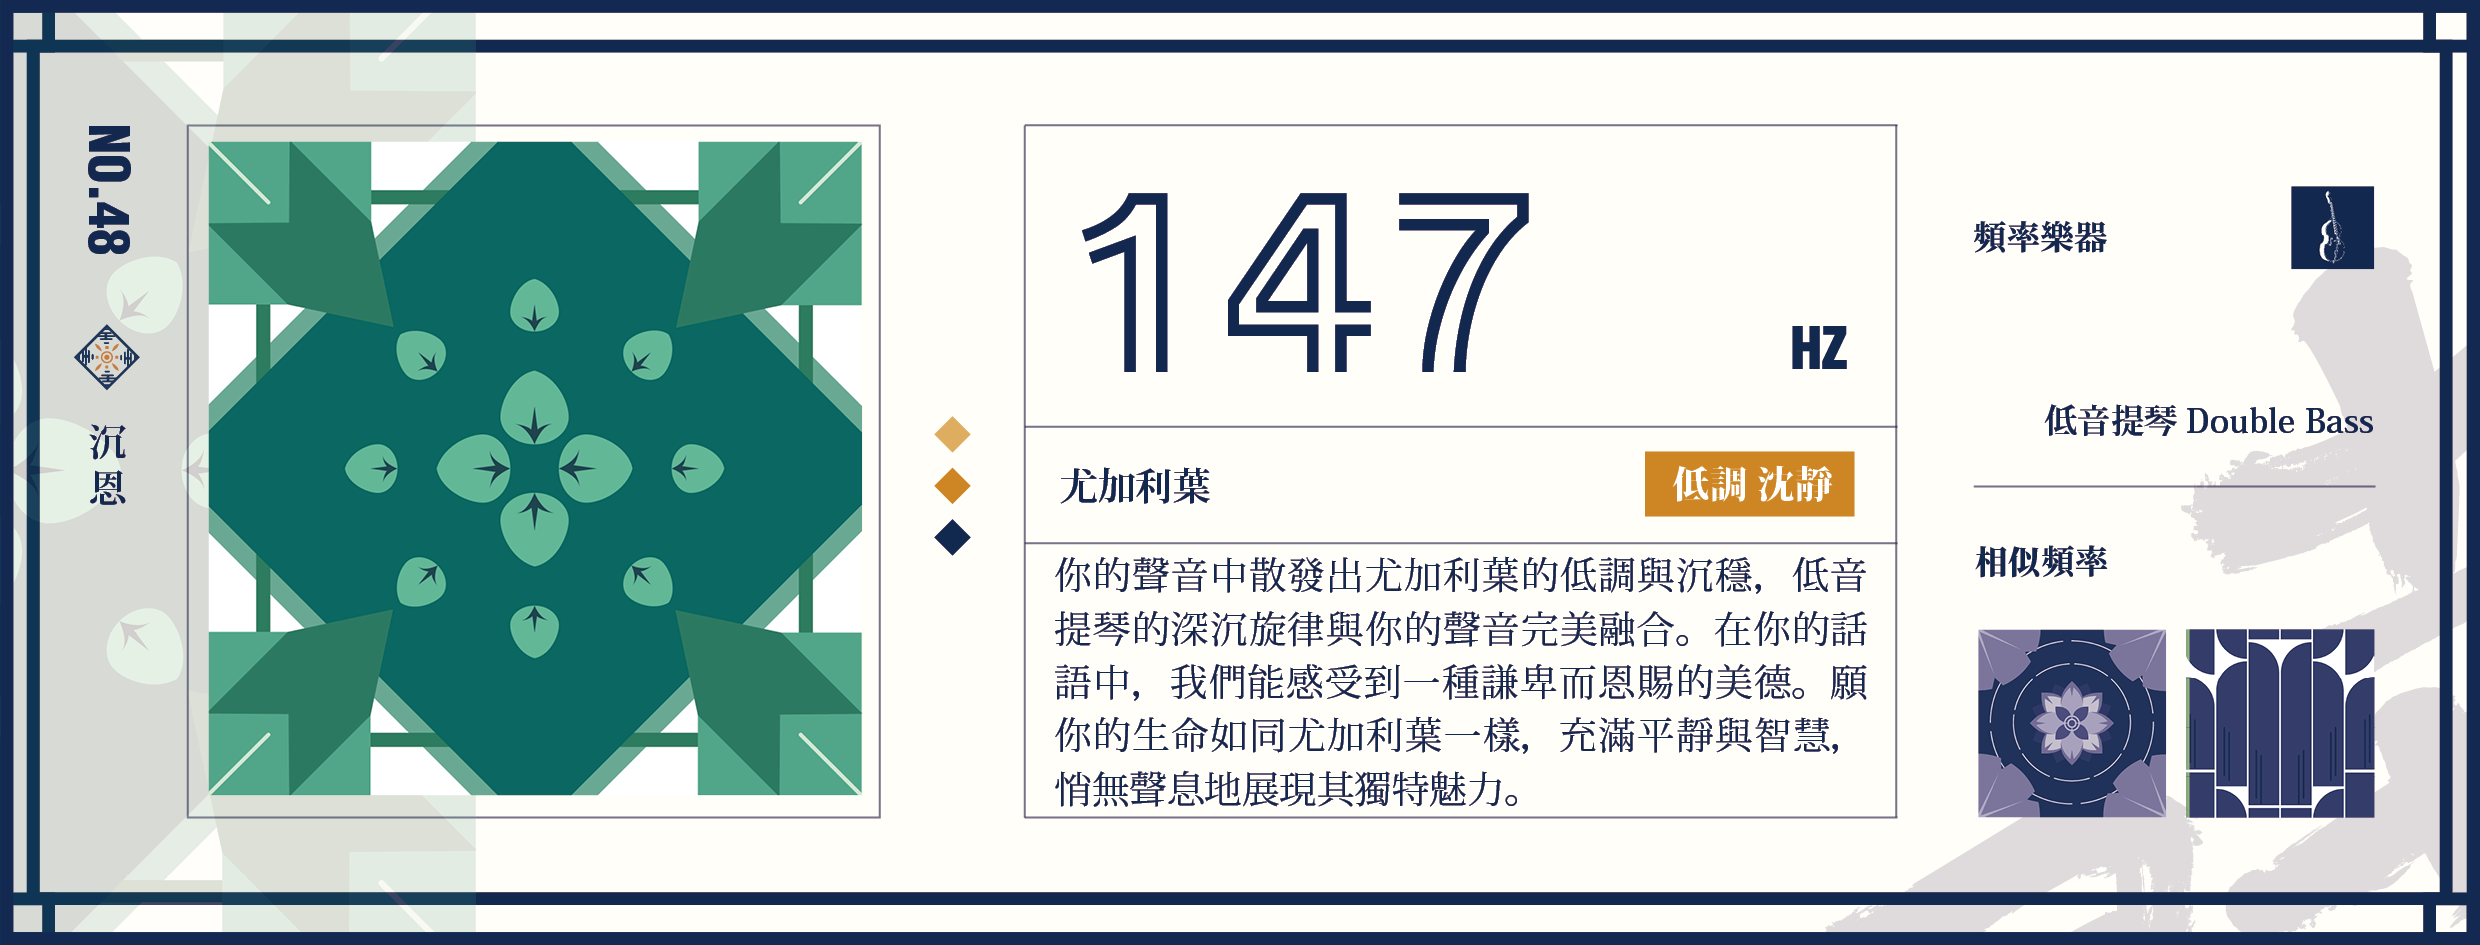 NO.48
沉恩
147
HZ
尤加利葉
低調 沈靜
你的聲音中散發出尤加利葉的低調與沉穩，低音
提琴的深沉旋律與你的聲音完美融合。在你的話
語中，我們能感受到一種謙卑而恩賜的美德。願
你的生命如同尤加利葉一樣，充滿平靜與智慧，
悄無聲息地展現其獨特魅力。
頻率樂器
低音提琴 Double Bass
相似頻率